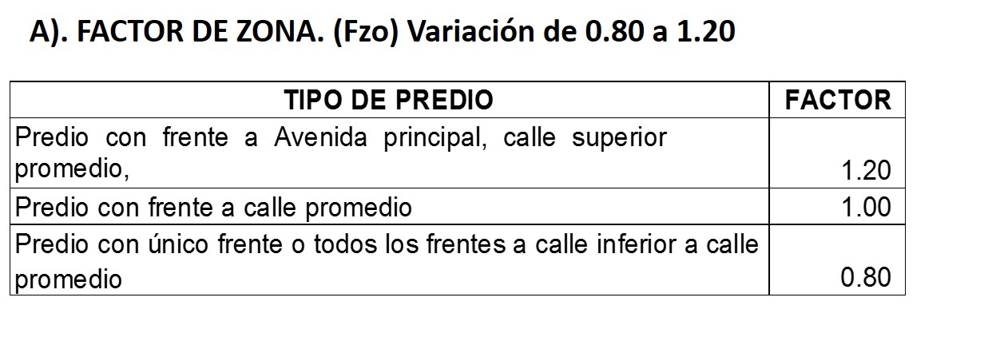 A). FACTOR DE ZONA. (Fzo) Variación de 0.80 a 1.20
TIPO DE PREDIO FACTOR
Predio con frente a Avenida principal, calle superior
promedio, 1.20
Predio con frente a calle promedio 1.00
Predio con único frente o todos los frentes a calle inferior a calle
promedio 0.80